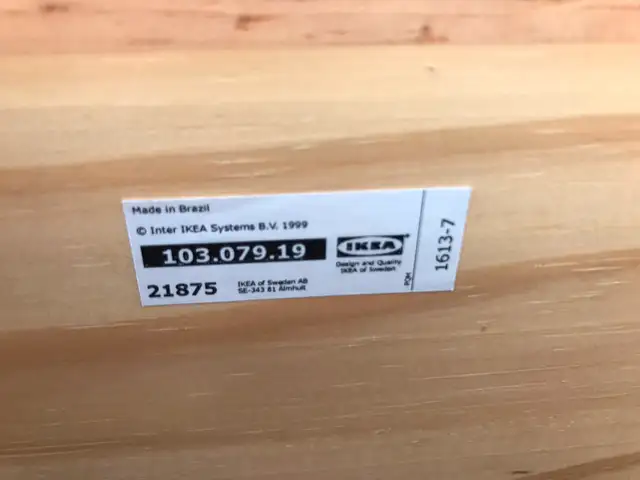 Made in Brazil
© Inter IKEA Systems B.V. 1999
103.079.19
IKEA
Design and Quality
IKEA of Sweden
21875
IKEA of Sweden AB
SE-343 81 Älmhult
PQM
1613-7